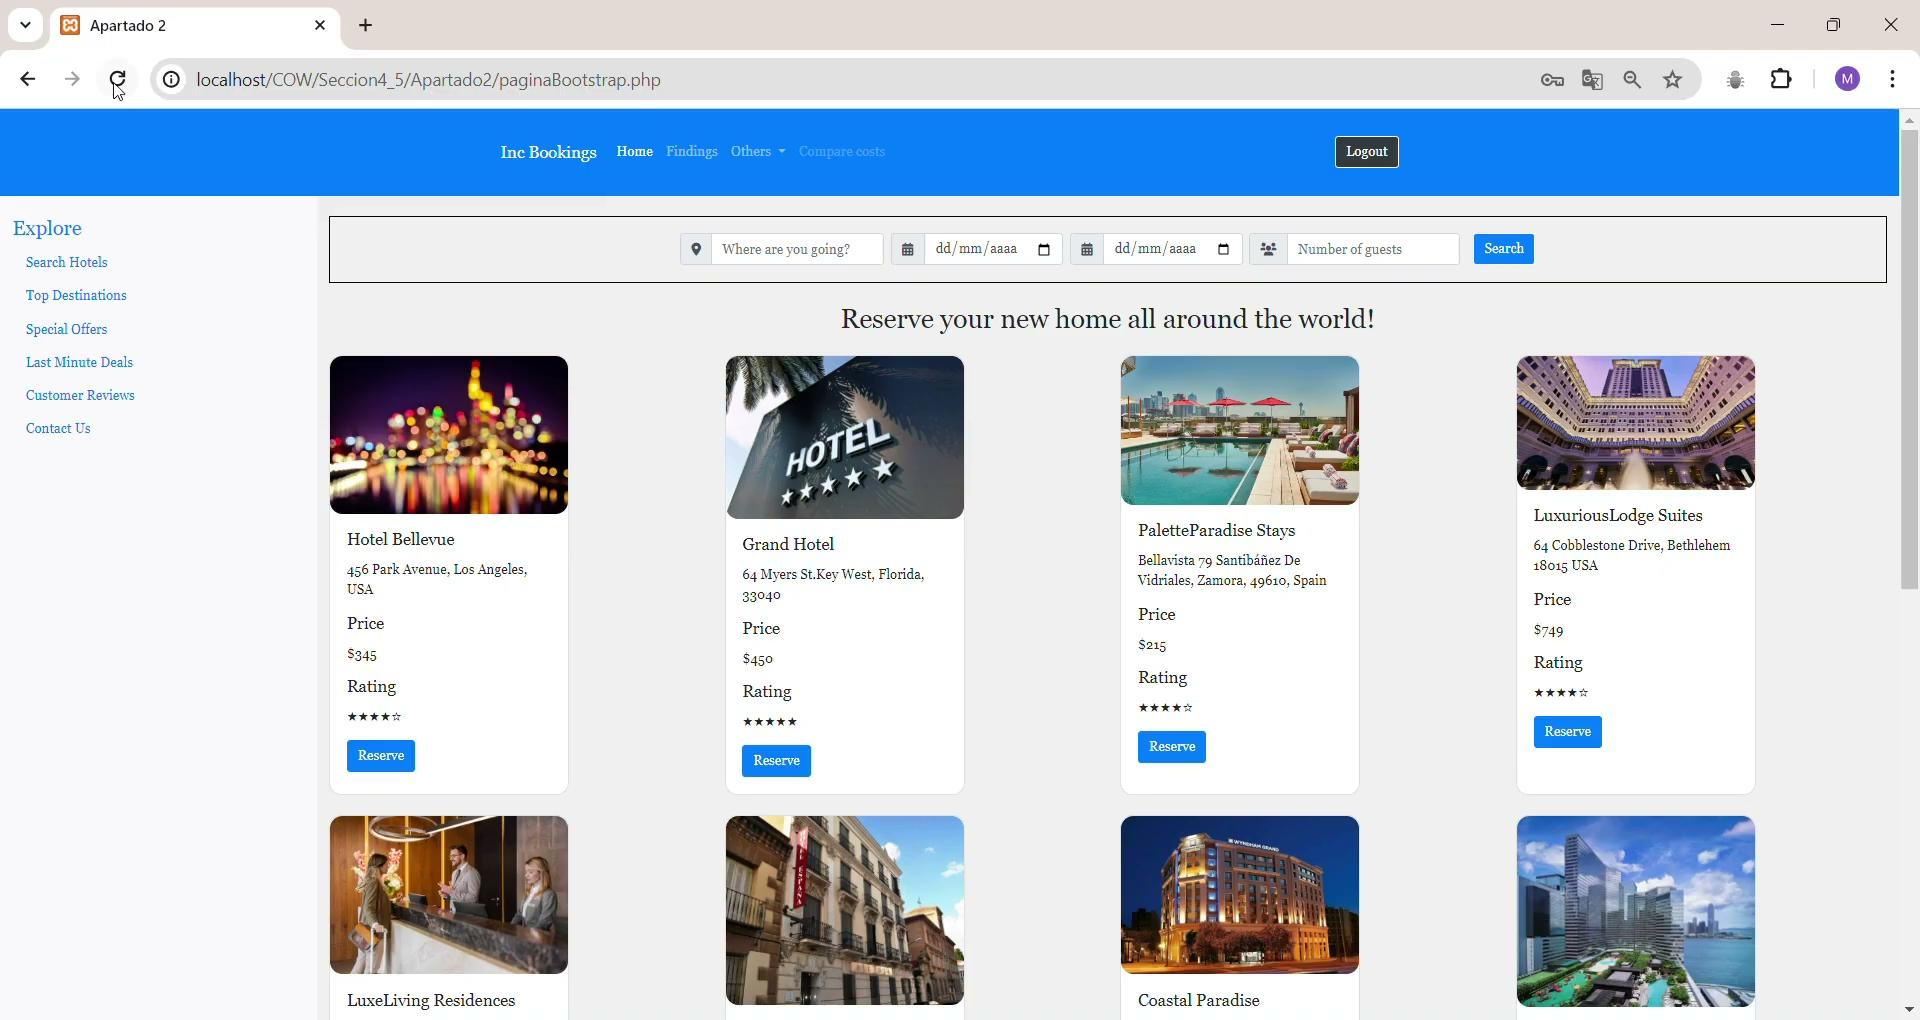 Apartado 2
localhost/COW/Seccion4_5/Apartado2/paginaBootstrap.php
M
Inc Bookings Home Findings Others Compare costs Logout
Explore
Search Hotels
Top Destinations
Special Offers
Last Minute Deals
Customer Reviews
Contact Us
Where are you going? dd/mm/aaaa dd/mm/aaaa Number of guests Search
Reserve your new home all around the world!
Hotel Bellevue
456 Park Avenue, Los Angeles,
USA
Price
$345
Rating
★★★★☆
Reserve
HOTEL
★★★★★
Grand Hotel
64 Myers St.Key West, Florida,
33040
Price
$450
Rating
★★★★★
Reserve
PaletteParadise Stays
Bellavista 79 Santibáñez De
Vidriales, Zamora, 49610, Spain
Price
$215
Rating
★★★★☆
Reserve
LuxuriousLodge Suites
64 Cobblestone Drive, Bethlehem
18015 USA
Price
$749
Rating
★★★★☆
Reserve
LuxeLiving Residences
ESPAÑA
WYNDHAM GRAND
Coastal Paradise